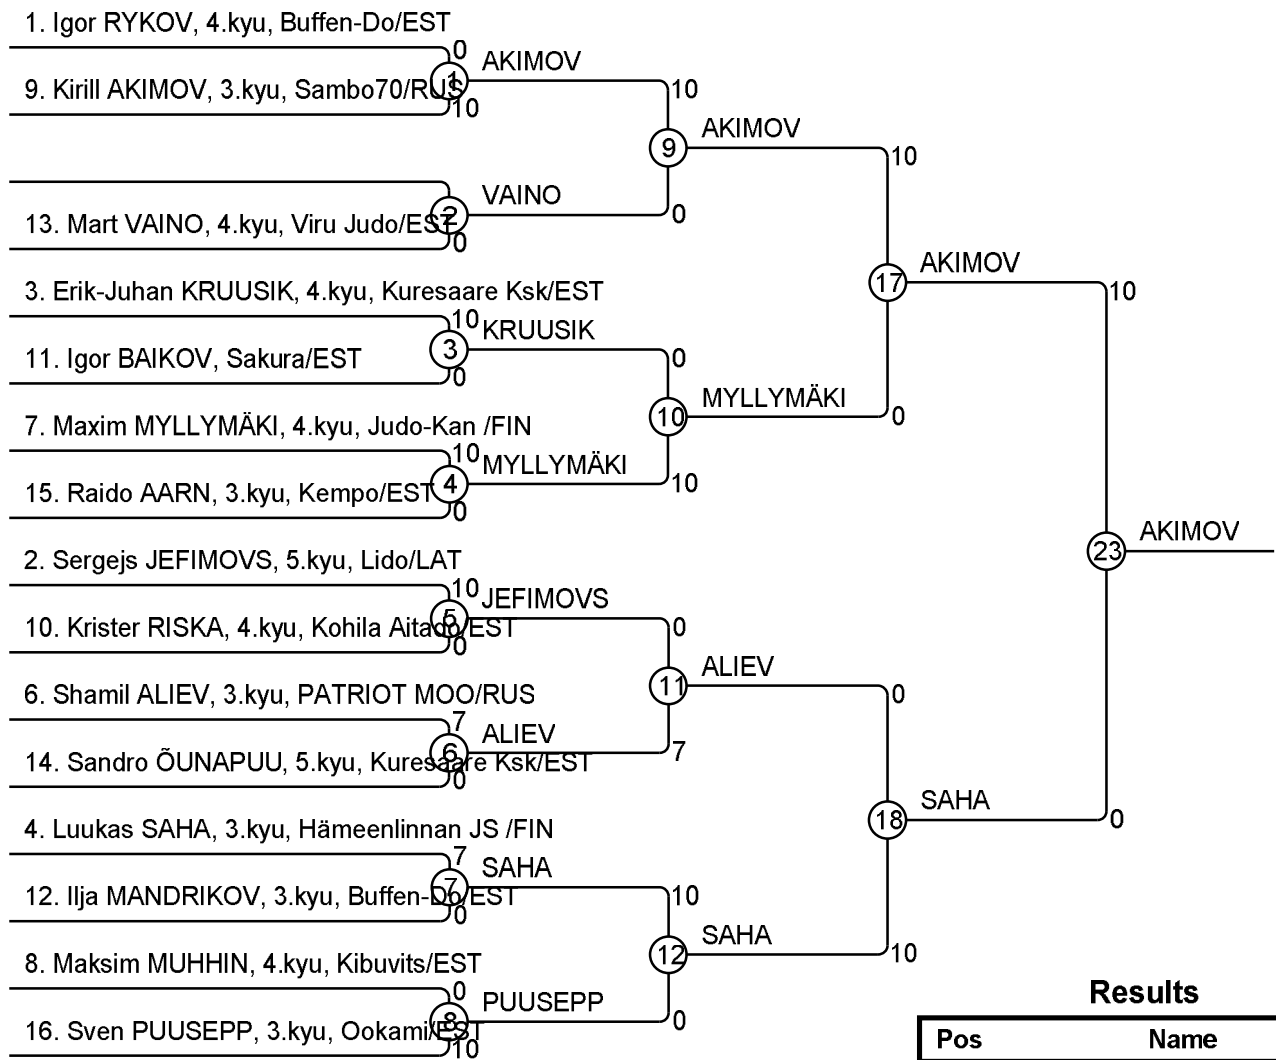 1. Igor RYKOV, 4.kyu, Buffen-Do/EST
0
AKIMOV
1
9. Kirill AKIMOV, 3.kyu, Sambo70/RUS
10
10
AKIMOV
9
10
VAINO
2
13. Mart VAINO, 4.kyu, Viru Judo/EST
0
0
AKIMOV
17
10
3. Erik-Juhan KRUUSIK, 4.kyu, Kuresaare Ksk/EST
10
KRUUSIK
3
11. Igor BAIKOV, Sakura/EST
0
0
MYLLYMÄKI
10
0
7. Maxim MYLLYMÄKI, 4.kyu, Judo-Kan /FIN
10
MYLLYMÄKI
4
15. Raido AARN, 3.kyu, Kempo/EST
0
10
AKIMOV
23
2. Sergejs JEFIMOVS, 5.kyu, Lido/LAT
10
JEFIMOVS
5
10. Krister RISKA, 4.kyu, Kohila Aitado/EST
0
0
ALIEV
11
0
6. Shamil ALIEV, 3.kyu, PATRIOT MOO/RUS
7
ALIEV
6
14. Sandro ÕUNAPUU, 5.kyu, Kuresaare Ksk/EST
0
7
SAHA
18
0
4. Luukas SAHA, 3.kyu, Hämeenlinnan JS /FIN
7
SAHA
7
12. Ilja MANDRIKOV, 3.kyu, Buffen-Do/EST
0
10
SAHA
12
10
8. Maksim MUHHIN, 4.kyu, Kibuvits/EST
0
PUUSEPP
8
16. Sven PUUSEPP, 3.kyu, Ookami/EST
10
0
Results
Pos Name